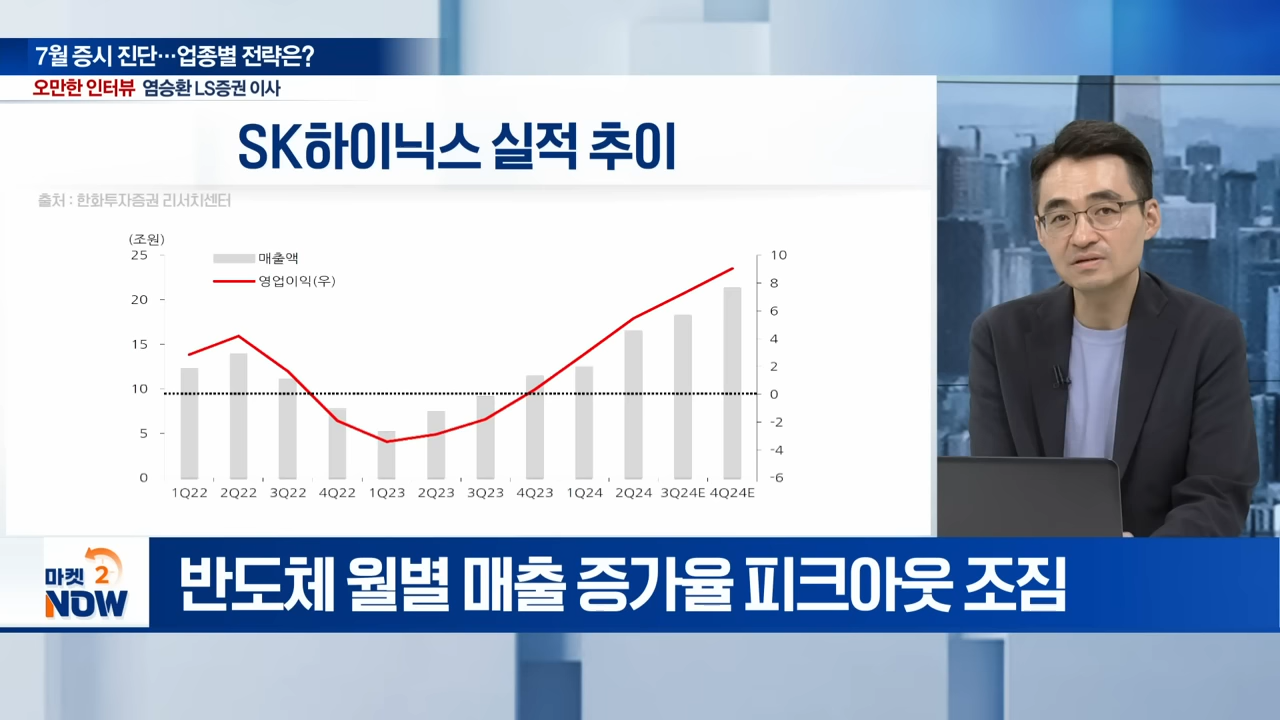 7월 증시 진단…업종별 전략은?
오만한 인터뷰 염승환 LS증권 이사
SK하이닉스 실적 추이
출처 : 한화투자증권 리서치센터
(조원)
매출액
영업이익(우)
25
20
15
10
5
0
10
8
6
4
2
0
-2
-4
-6
1Q22 2Q22 3Q22 4Q22 1Q23 2Q23 3Q23 4Q23 1Q24 2Q24 3Q24E 4Q24E
마켓 2
NOW
반도체 월별 매출 증가율 피크아웃 조짐